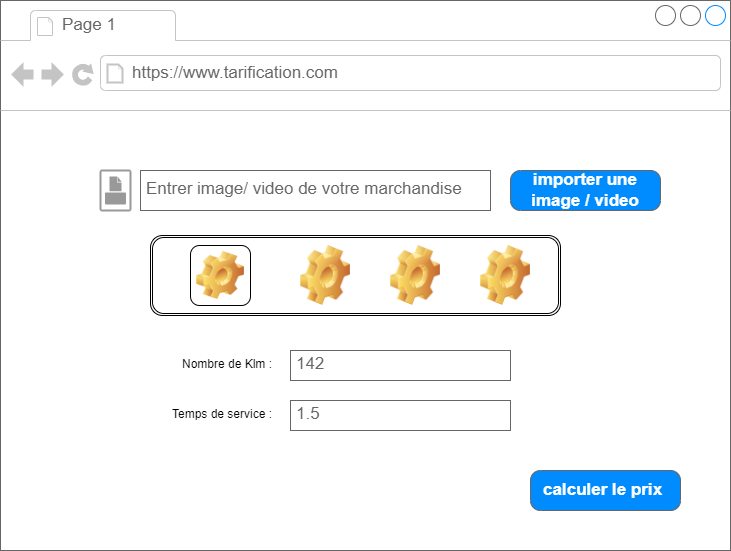 Page 1
https://www.tarification.com
Entrer image/ video de votre marchandise
importer une
image / video
Nombre de Klm :
142
Temps de service :
1.5
calculer le prix